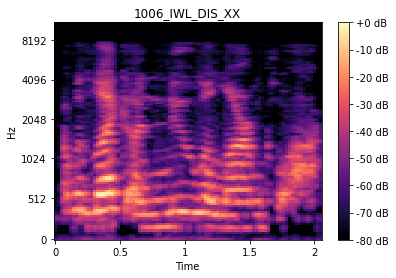 1006_IWL_DIS_XX
8192
4096
2048
1024
512
0
Hz
0
0.5
1
1.5
2
Time
+0 dB
-10 dB
-20 dB
-30 dB
-40 dB
-50 dB
-60 dB
-70 dB
-80 dB